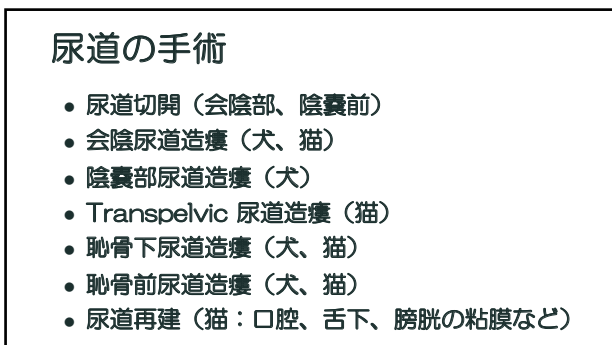 尿道の手術
• 尿道切開（会陰部、陰嚢前）
• 会陰尿道造瘻（犬、猫）
• 陰嚢部尿道造瘻（犬）
• Transpelvic 尿道造瘻（猫）
• 恥骨下尿道造瘻（犬、猫）
• 恥骨前尿道造瘻（犬、猫）
• 尿道再建（猫：口腔、舌下、膀胱の粘膜など）